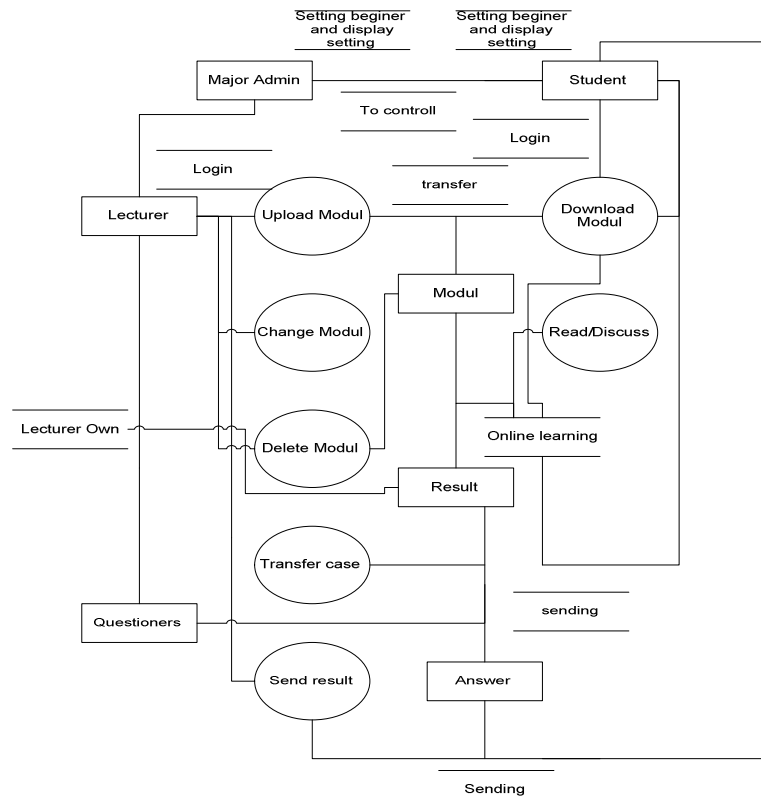 Setting beginer
and display
setting
Setting beginer
and display
setting
Major Admin
Student
To controll
Login
Login
transfer
Lecturer
Upload Modul
Download
Modul
Modul
Change Modul
Read/Discuss
Lecturer Own
Delete Modul
Online learning
Result
Transfer case
sending
Questioners
Send result
Answer
Sending